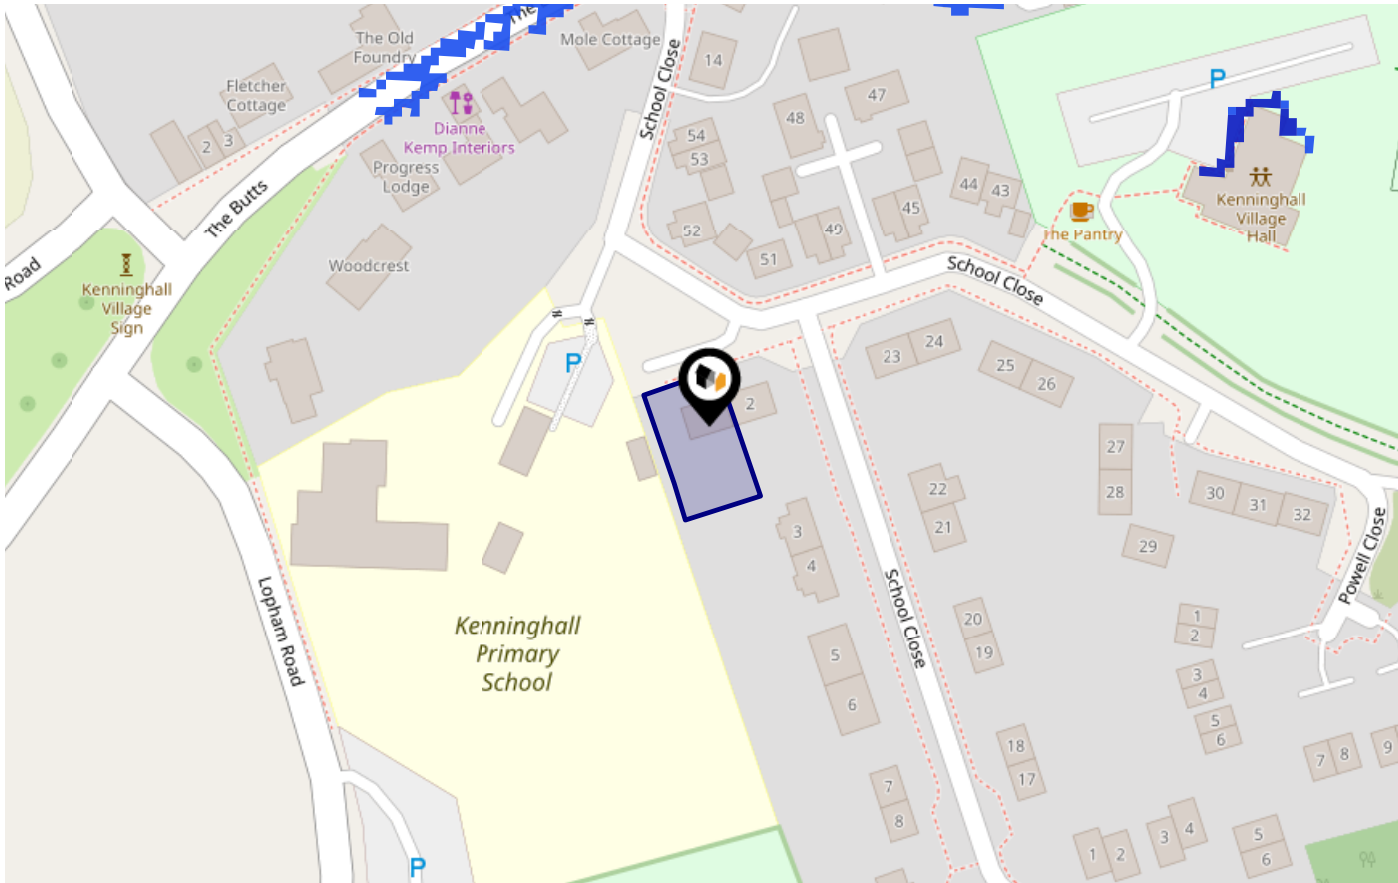 The
The Old
Foundry
Mole Cottage
School Close
14
P
Fletcher
Cottage
2
3
Dianne
Kemp Interiors
Progress
Lodge
54
53
48
47
52
51
49
45
44
43
The Pantry
Kenninghall
Village
Hall
The Butts
Woodcrest
Road
Kenninghall
Village
Sign
School Close
P
2
23
24
25
26
27
28
29
30
31
32
22
21
3
4
Powell Close
Lopham Road
School Close
Kenninghall
Primary
School
20
19
5
6
1
2
3
4
5
6
18
17
7
8
7
8
9
1
2
3
4
5
6
P